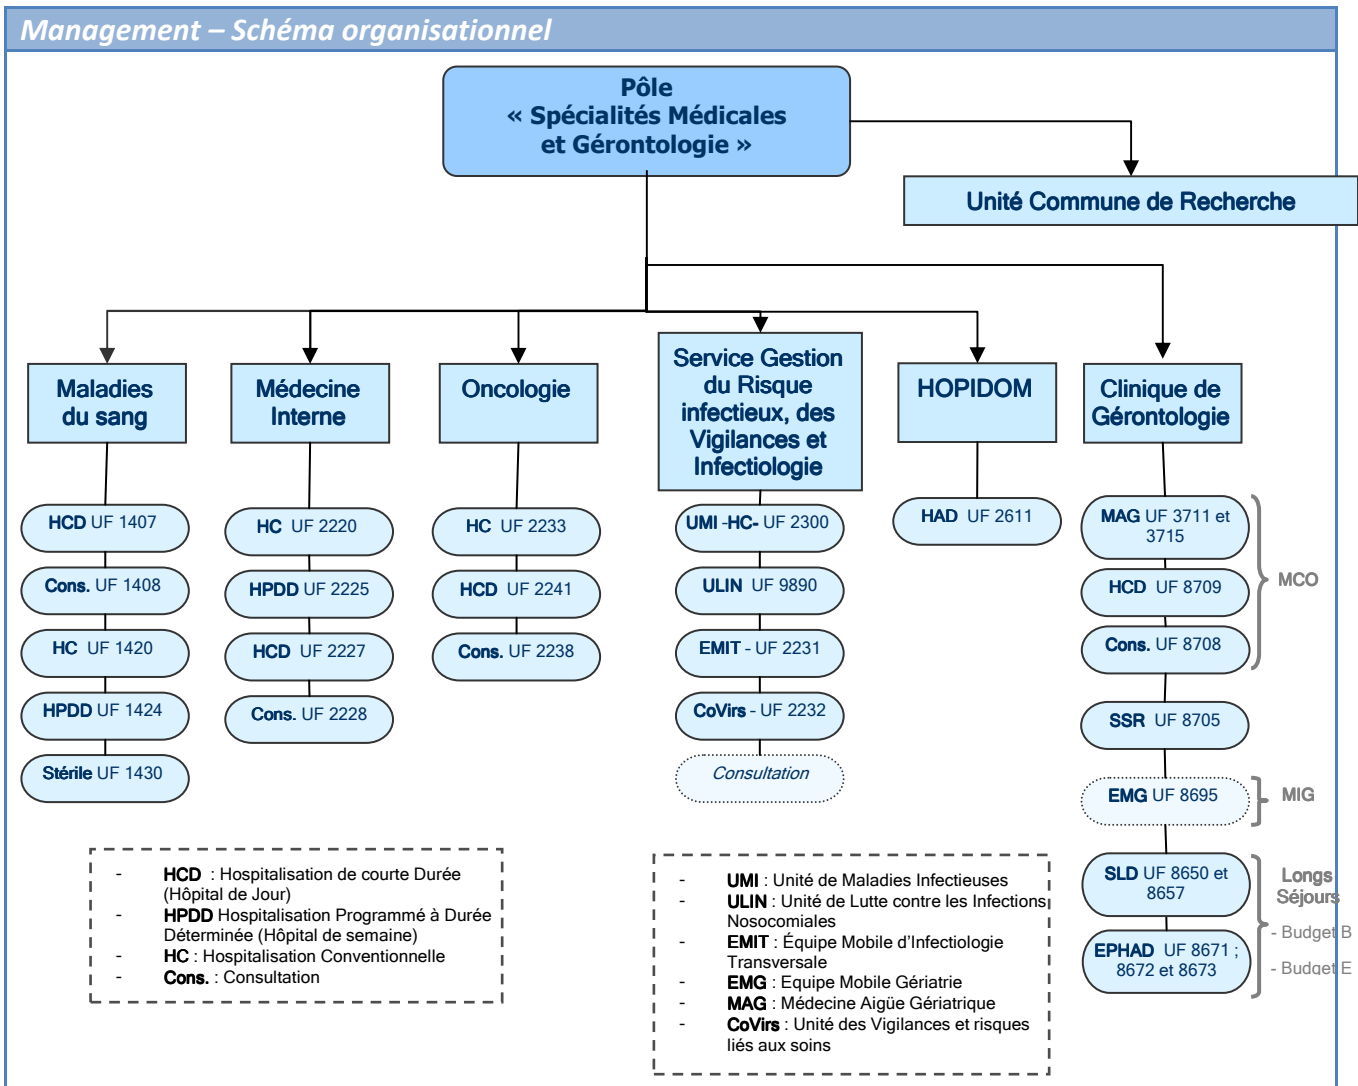 Management – Schéma organisationnel
Pôle
« Spécialités Médicales
et Gérontologie »
Unité Commune de Recherche
Maladies
du sang
HCD UF 1407
Cons. UF 1408
HC UF 1420
HPDD UF 1424
Stérile UF 1430
Médecine
Interne
HC UF 2220
HPDD UF 2225
HCD UF 2227
Cons. UF 2228
Oncologie
HC UF 2233
HCD UF 2241
Cons. UF 2238
Service Gestion
du Risque
infectieux, des
Vigilances et
Infectiologie
UMI -HC- UF 2300
ULIN UF 9890
EMIT - UF 2231
CoVirs - UF 2232
Consultation
HOPIDOM
HAD UF 2611
Clinique de
Gérontologie
MAG UF 3711 et
3715
HCD UF 8709
Cons. UF 8708
MCO
SSR UF 8705
EMG UF 8695
MIG
SLD UF 8650 et
8657
EPHAD UF 8671 ;
8672 et 8673
Longs
Séjours
- Budget B
- Budget E
- HCD : Hospitalisation de courte Durée
(Hôpital de Jour)
- HPDD Hospitalisation Programmé à Durée
Déterminée (Hôpital de semaine)
- HC : Hospitalisation Conventionnelle
- Cons. : Consultation
- UMI : Unité de Maladies Infectieuses
- ULIN : Unité de Lutte contre les Infections
Nosocomiales
- EMIT : Équipe Mobile d'Infectiologie
Transversale
- EMG : Equipe Mobile Gériatrie
- MAG : Médecine Aigüe Gériatrique
- CoVirs : Unité des Vigilances et risques
liés aux soins